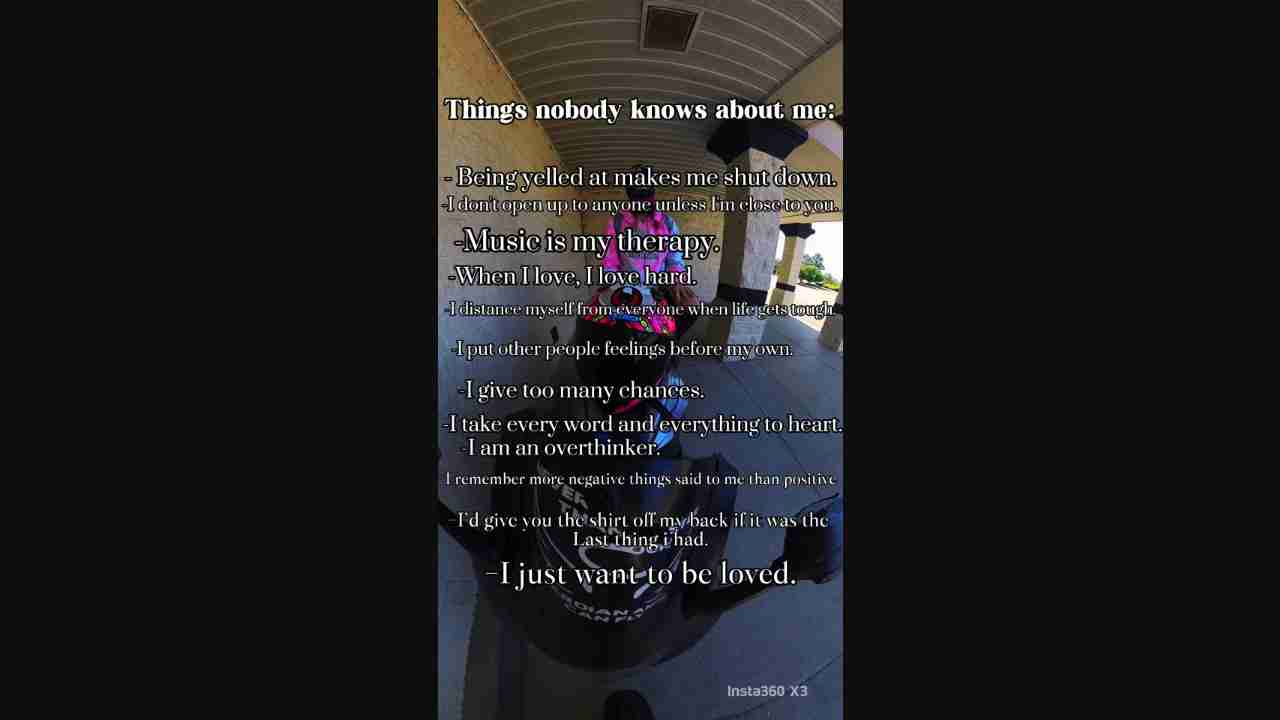 Things nobody knows about me:
- Being yelled at makes me shut down.
-I don't open up to anyone unless I'm close to you.
-Music is my therapy.
-When I love, I love hard.
-I distance myself from everyone when life gets tough.
-I put other people feelings before my own.
-I give too many chances.
-I take every word and everything to heart.
-I am an overthinker.
I remember more negative things said to me than positive
-I'd give you the shirt off my back if it was the
Last thing i had.
-I just want to be loved.
CAN FLY
Insta360 X3